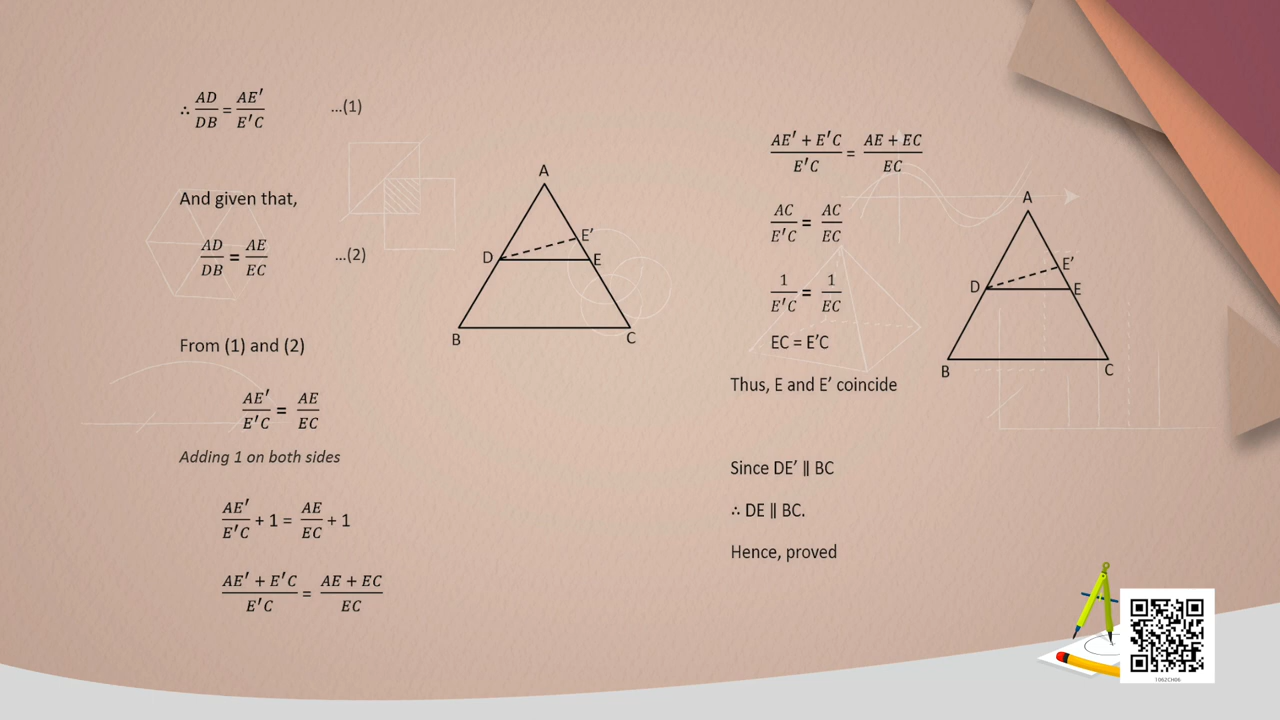 ∴ AD/DB = AE′/E′C ...(1)
And given that,
AD/DB = AE/EC ...(2)
From (1) and (2)
AE′/E′C = AE/EC
Adding 1 on both sides
AE′/E′C + 1 = AE/EC + 1
AE′ + E′C/E′C = AE + EC/EC
A
E′
D
E
B
C
AE′ + E′C/E′C = AE + EC/EC
AC/E′C = AC/EC
1/E′C = 1/EC
EC = E′C
Thus, E and E′ coincide
Since DE′ ∥ BC
∴ DE ∥ BC.
Hence, proved
A
E′
D
E
B
C
1062CH06